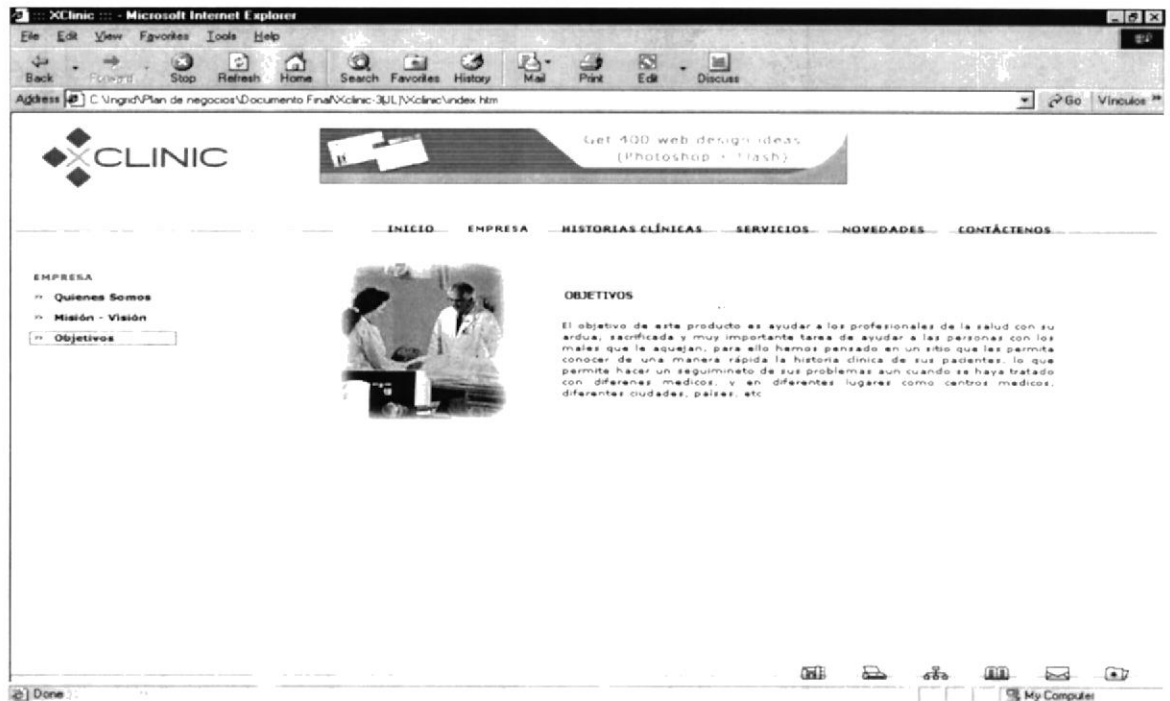 ::: XClinic ::: - Microsoft Internet Explorer
File Edit View Favorites Tools Help
Back Forward Stop Refresh Home Search Favorites History Mail Print Edit Discuss
Address C:\Ingrid\Plan de negocios\Documento Final\Xclinic-3(JL)\Xclinic\index.htm Go Vínculos »
XCLINIC
Get 400 web design ideas
(Photoshop + Flash)
INICIO EMPRESA HISTORIAS CLÍNICAS SERVICIOS NOVEDADES CONTÁCTENOS
EMPRESA
Quienes Somos
Misión - Visión
Objetivos
OBJETIVOS
El objetivo de este producto es ayudar a los profesionales de la salud con su
ardua, sacrificada y muy importante tarea de ayudar a las personas con los
males que le aquejan, para ello hemos pensado en un sitio que les permita
conocer de una manera rápida la historia clinica de sus pacientes, lo que
permite hacer un seguimineto de sus problemas aun cuando se haya tratado
con diferenes medicos, y en diferentes lugares como centros medicos,
diferentes ciudades, países, etc
Done
My Computer